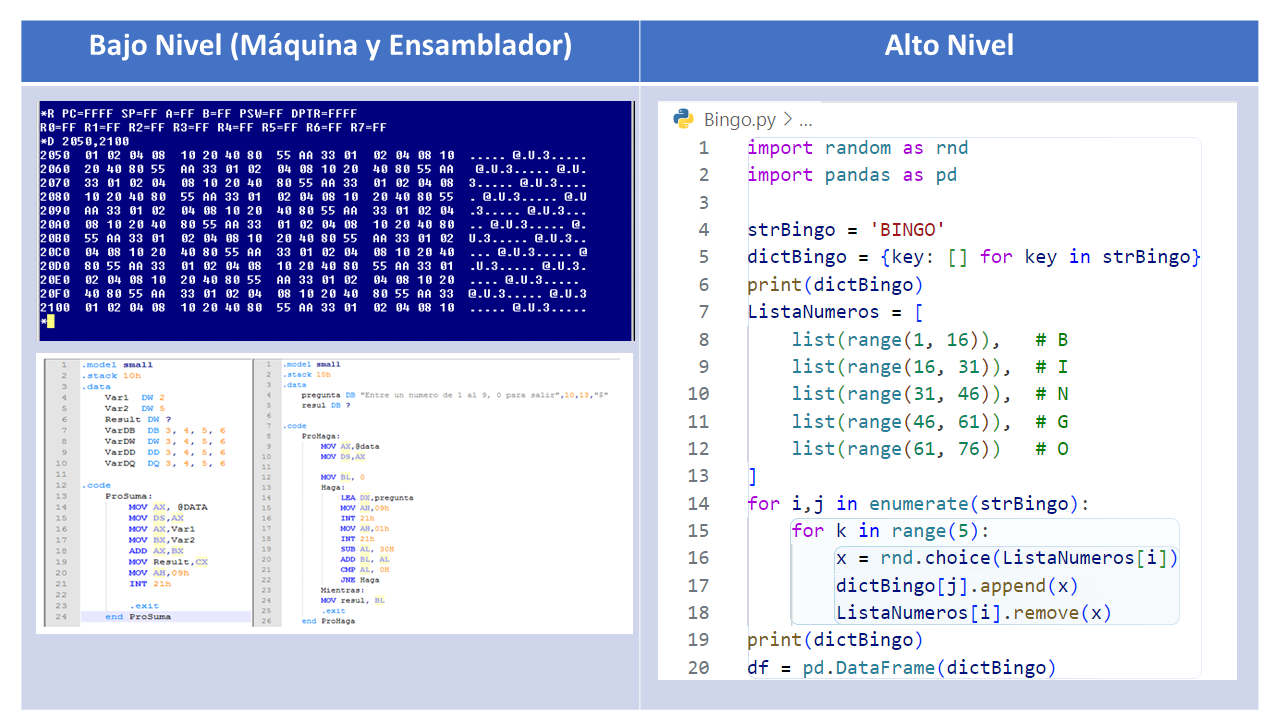 Bajo Nivel (Máquina y Ensamblador)
Alto Nivel
*R PC=FFFF SP=FF A=FF B=FF PSW=FF DPTR=FFFF
R0=FF R1=FF R2=FF R3=FF R4=FF R5=FF R6=FF R7=FF
*D 2050,2100
2050 01 02 04 08 10 20 40 80 55 AA 33 01 02 04 08 10 ..... @.U.3.....
2060 20 40 80 55 AA 33 01 02 04 08 10 20 40 80 55 AA @.U.3..... @.U.
2070 33 01 02 04 08 10 20 40 80 55 AA 33 01 02 04 08 3..... @.U.3....
2080 10 20 40 80 55 AA 33 01 02 04 08 10 20 40 80 55 . @.U.3..... @.U
2090 AA 33 01 02 04 08 10 20 40 80 55 AA 33 01 02 04 .3..... @.U.3...
20A0 08 10 20 40 80 55 AA 33 01 02 04 08 10 20 40 80 .. @.U.3..... @.
20B0 55 AA 33 01 02 04 08 10 20 40 80 55 AA 33 01 02 U.3..... @.U.3..
20C0 04 08 10 20 40 80 55 AA 33 01 02 04 08 10 20 40 ... @.U.3..... @
20D0 80 55 AA 33 01 02 04 08 10 20 40 80 55 AA 33 01 .U.3..... @.U.3.
20E0 02 04 08 10 20 40 80 55 AA 33 01 02 04 08 10 20 .... @.U.3.....
20F0 40 80 55 AA 33 01 02 04 08 10 20 40 80 55 AA 33 @.U.3..... @.U.3
2100 01 02 04 08 10 20 40 80 55 AA 33 01 02 04 08 10 ..... @.U.3.....
*
1 .model small
2 .stack 10h
3 .data
4 Var1 DW 2
5 Var2 DW 5
6 Result DW ?
7 VarDB DB 3, 4, 5, 6
8 VarDW DW 3, 4, 5, 6
9 VarDD DD 3, 4, 5, 6
10 VarDQ DQ 3, 4, 5, 6
11
12 .code
13 ProSuma:
14 MOV AX, @DATA
15 MOV DS,AX
16 MOV AX,Var1
17 MOV BX,Var2
18 ADD AX,BX
19 MOV Result,CX
20 MOV AH,09h
21 INT 21h
22
23 .exit
24 end ProSuma
1 .model small
2 .stack 10h
3 .data
4 pregunta DB "Entre un numero de 1 al 9, 0 para salir",10,13,"$"
5 resul DB ?
6
7 .code
8 ProHaga:
9 MOV AX,@data
10 MOV DS,AX
11
12 MOV BL, 0
13 Haga:
14 LEA DX,pregunta
15 MOV AH,09h
16 INT 21h
17 MOV AH,01h
18 INT 21h
19 SUB AL, 30H
20 ADD BL, AL
21 CMP AL, 0H
22 JNE Haga
23 Mientras:
24 MOV resul, BL
25 .exit
26 end ProHaga
Bingo.py > ...
1 import random as rnd
2 import pandas as pd
3
4 strBingo = 'BINGO'
5 dictBingo = {key: [] for key in strBingo}
6 print(dictBingo)
7 ListaNumeros = [
8 list(range(1, 16)), # B
9 list(range(16, 31)), # I
10 list(range(31, 46)), # N
11 list(range(46, 61)), # G
12 list(range(61, 76)) # O
13 ]
14 for i,j in enumerate(strBingo):
15 for k in range(5):
16 x = rnd.choice(ListaNumeros[i])
17 dictBingo[j].append(x)
18 ListaNumeros[i].remove(x)
19 print(dictBingo)
20 df = pd.DataFrame(dictBingo)